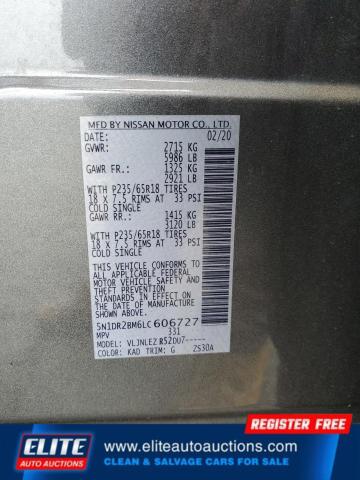 MFD BY NISSAN MOTOR CO., LTD.
DATE: 02/20
GVWR: 2715 KG
5986 LB
GAWR FR.: 1325 KG
2921 LB
WITH P235/65R18 TIRES
18 X 7.5 RIMS AT 33 PSI
COLD SINGLE
GAWR RR.: 1415 KG
3120 LB
WITH P235/65R18 TIRES
18 X 7.5 RIMS AT 33 PSI
COLD SINGLE
THIS VEHICLE CONFORMS TO
ALL APPLICABLE FEDERAL
MOTOR VEHICLE SAFETY AND
THEFT PREVENTION
STANDARDS IN EFFECT ON
THE DATE OF MANUFACTURE
SHOWN ABOVE.
5N1DR2BM6LC606727
MPV 331
MODEL: VLJNLEZ R52DU7-----
COLOR: KAD TRIM: G ZS30A
REGISTER FREE
ELITE
AUTO AUCTIONS
www.eliteautoauctions.com
CLEAN & SALVAGE CARS FOR SALE